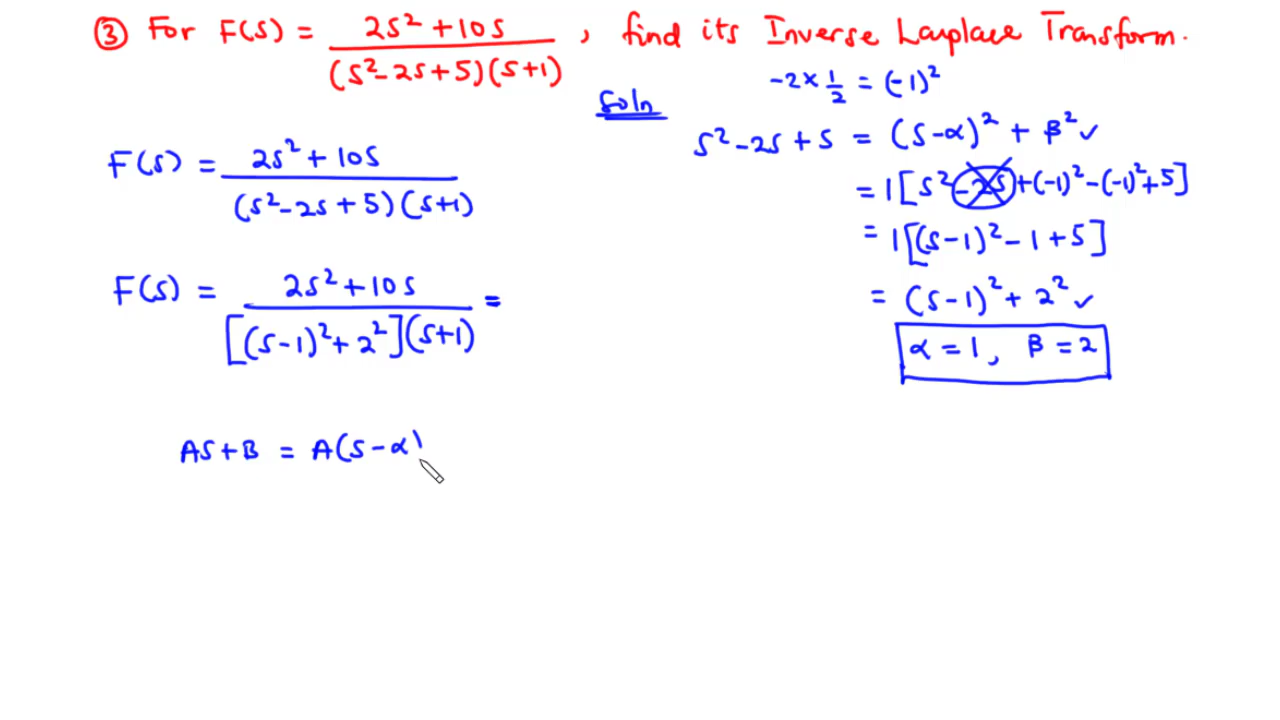 ③ For F(s) = (2s² + 10s) / ((s² - 2s + 5)(s+1)) , find its Inverse Laplace Transform.
Soln
-2 × 1/2 = (-1)²
s² - 2s + 5 = (s - α)² + β² ✓
= 1[s² - 2s + (-1)² - (-1)² + 5]
= 1[(s - 1)² - 1 + 5]
= (s - 1)² + 2² ✓
α = 1, β = 2
F(s) = (2s² + 10s) / ((s² - 2s + 5)(s+1))
F(s) = (2s² + 10s) / ([(s - 1)² + 2²](s+1)) =
As + B = A(s - α)